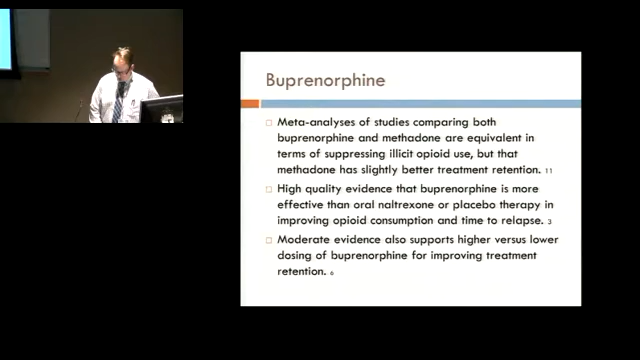 Buprenorphine
Meta-analyses of studies comparing both
buprenorphine and methadone are equivalent in
terms of suppressing illicit opioid use, but that
methadone has slightly better treatment retention. 11
High quality evidence that buprenorphine is more
effective than oral naltrexone or placebo therapy in
improving opioid consumption and time to relapse. 3
Moderate evidence also supports higher versus lower
dosing of buprenorphine for improving treatment
retention. 6